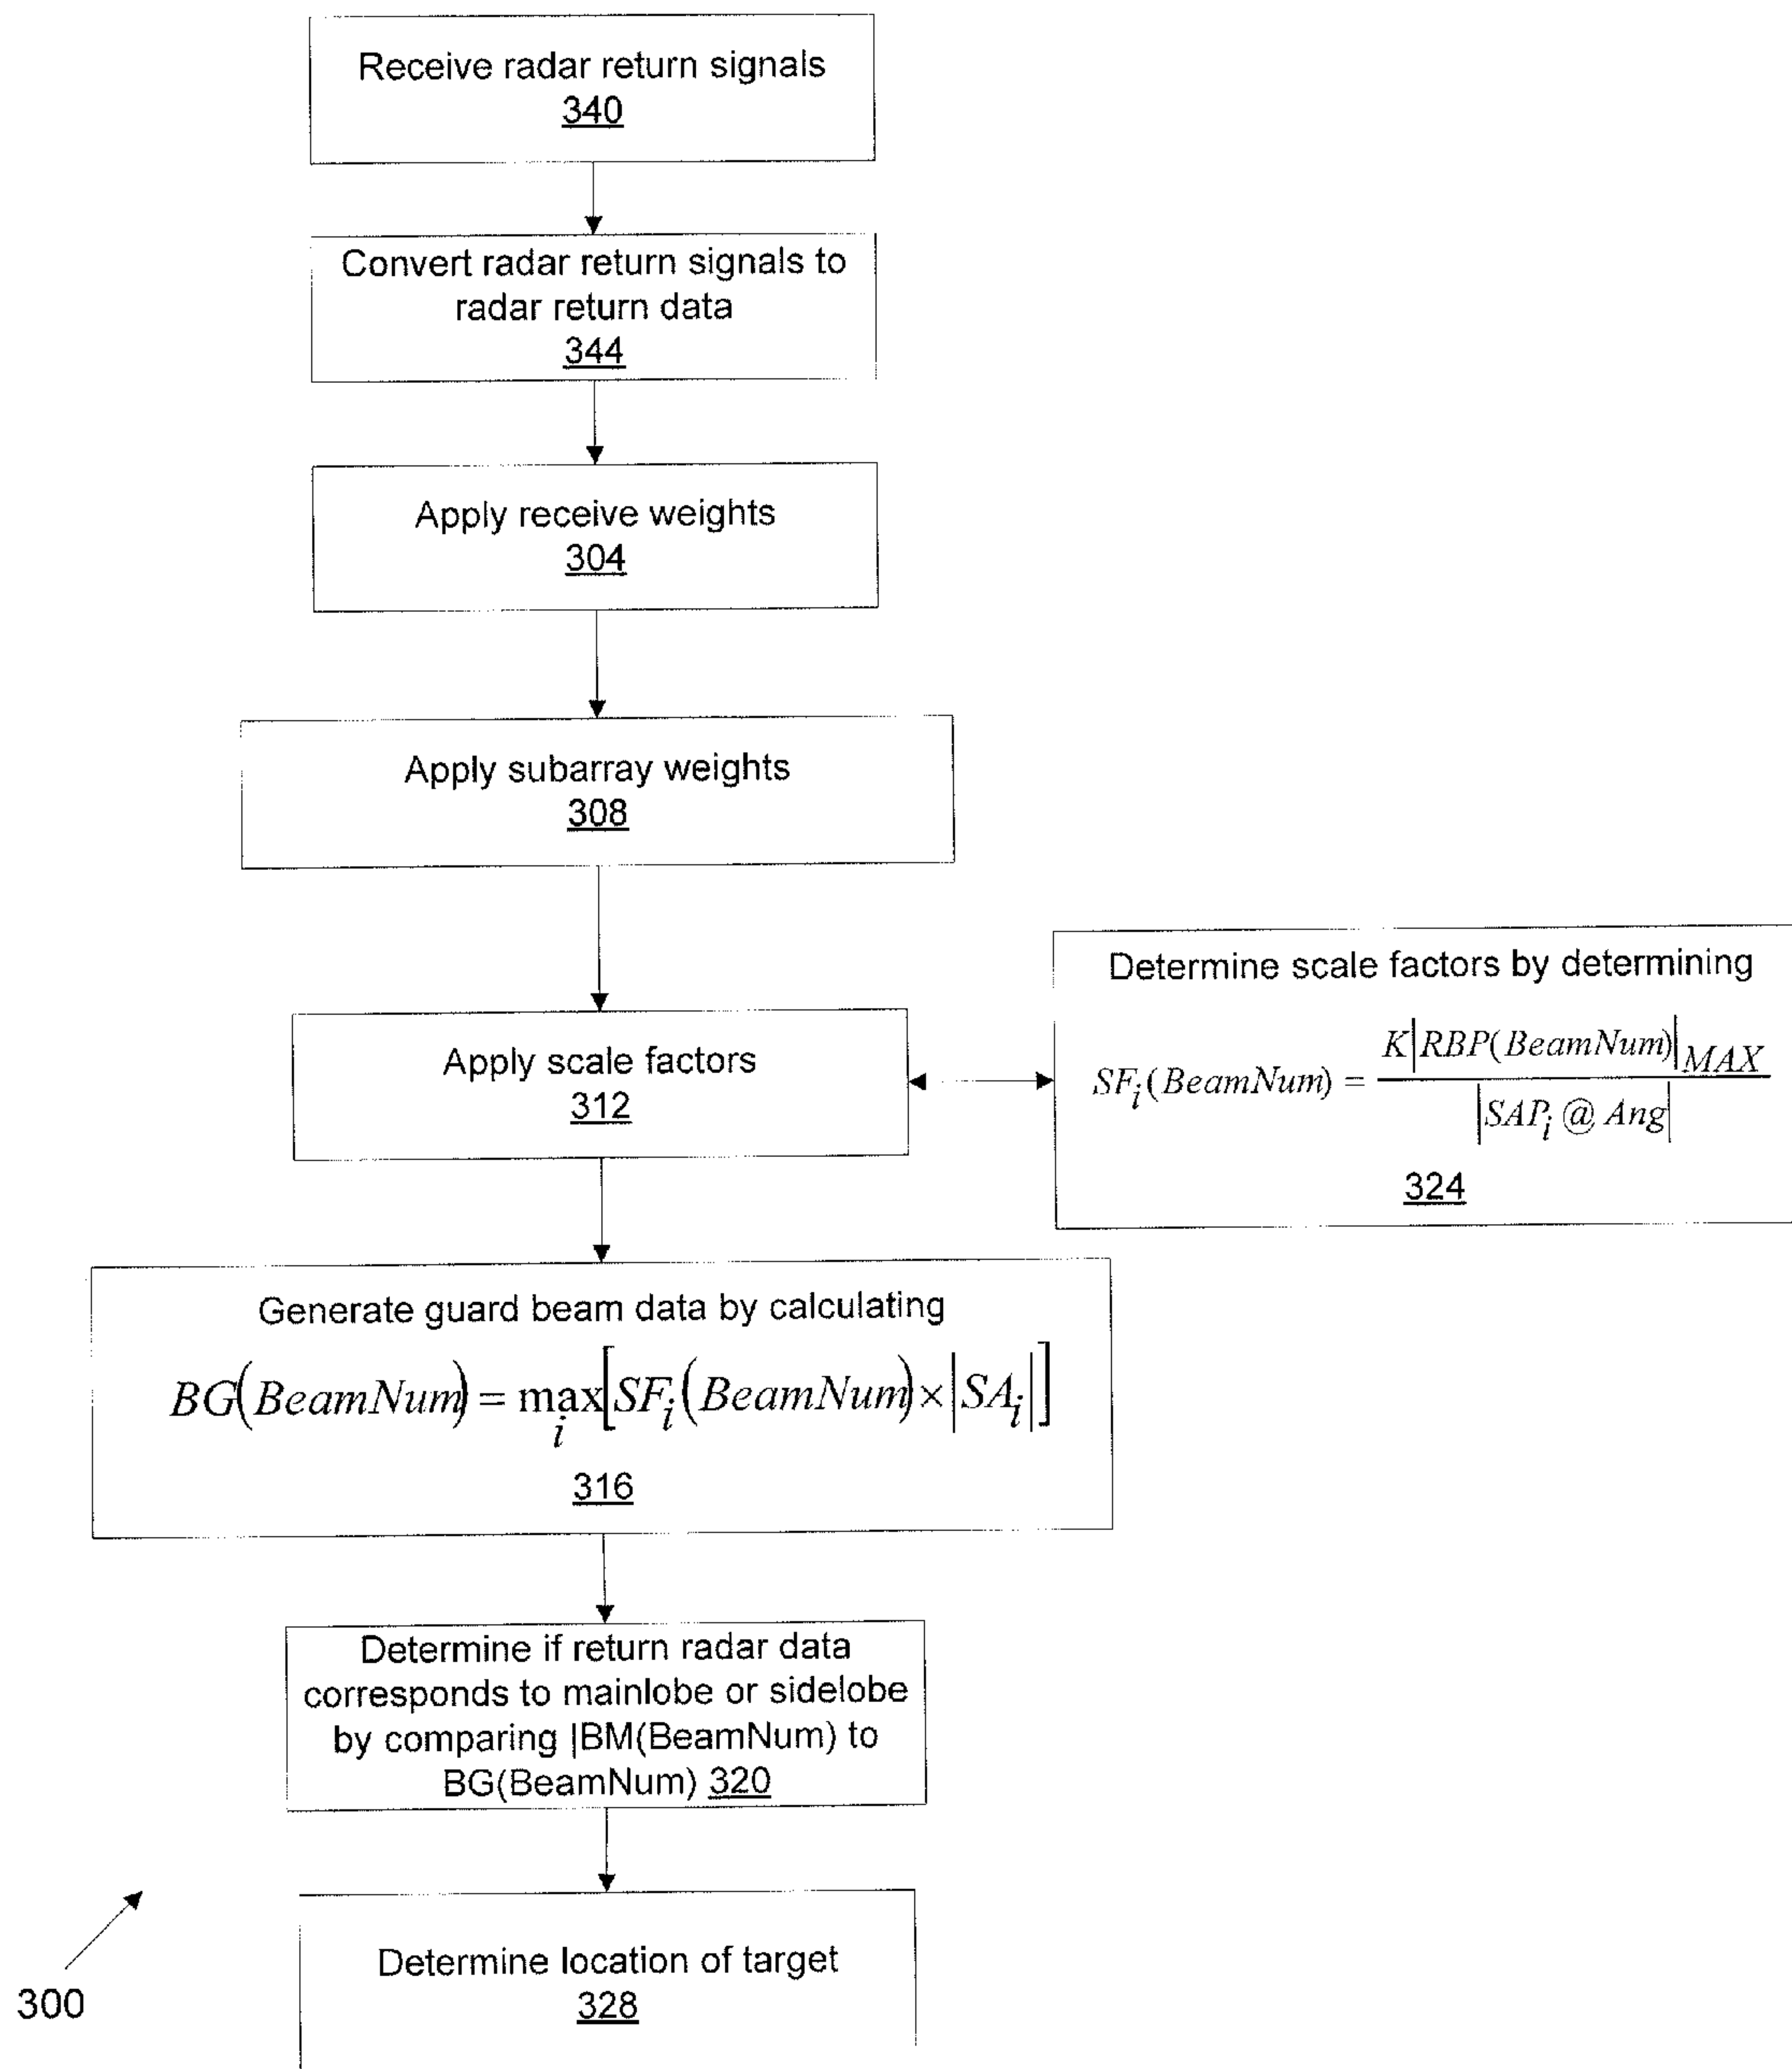 Receive radar return signals
340
Convert radar return signals to
radar return data
344
Apply receive weights
304
Apply subarray weights
308
Apply scale factors
312
Determine scale factors by determining
SF_i(BeamNum) = \frac{K|RBP(BeamNum)|_{MAX}}{|SAP_i @ Ang|}
324
Generate guard beam data by calculating
BG(BeamNum) = \max_i[SF_i(BeamNum)×|SA_i|]
316
Determine if return radar data
corresponds to mainlobe or sidelobe
by comparing |BM(BeamNum) to
BG(BeamNum) 320
Determine location of target
328
300